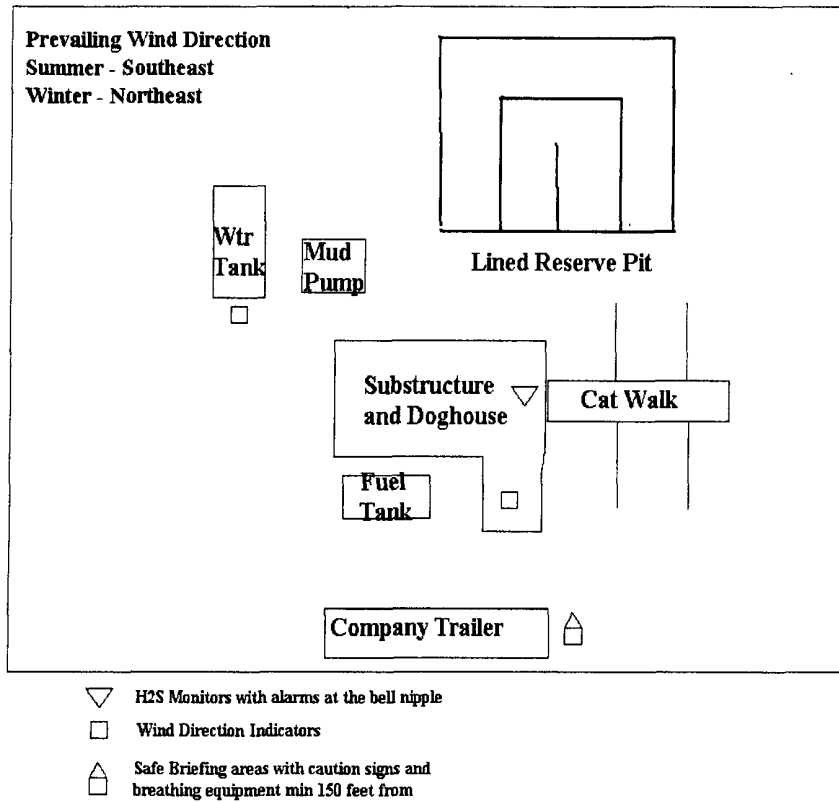 Prevailing Wind Direction
Summer - Southeast
Winter - Northeast
Wtr
Tank
Mud
Pump
Lined Reserve Pit
Substructure
and Doghouse
Cat Walk
Fuel
Tank
Company Trailer
H2S Monitors with alarms at the bell nipple
Wind Direction Indicators
Safe Briefing areas with caution signs and
breathing equipment min 150 feet from